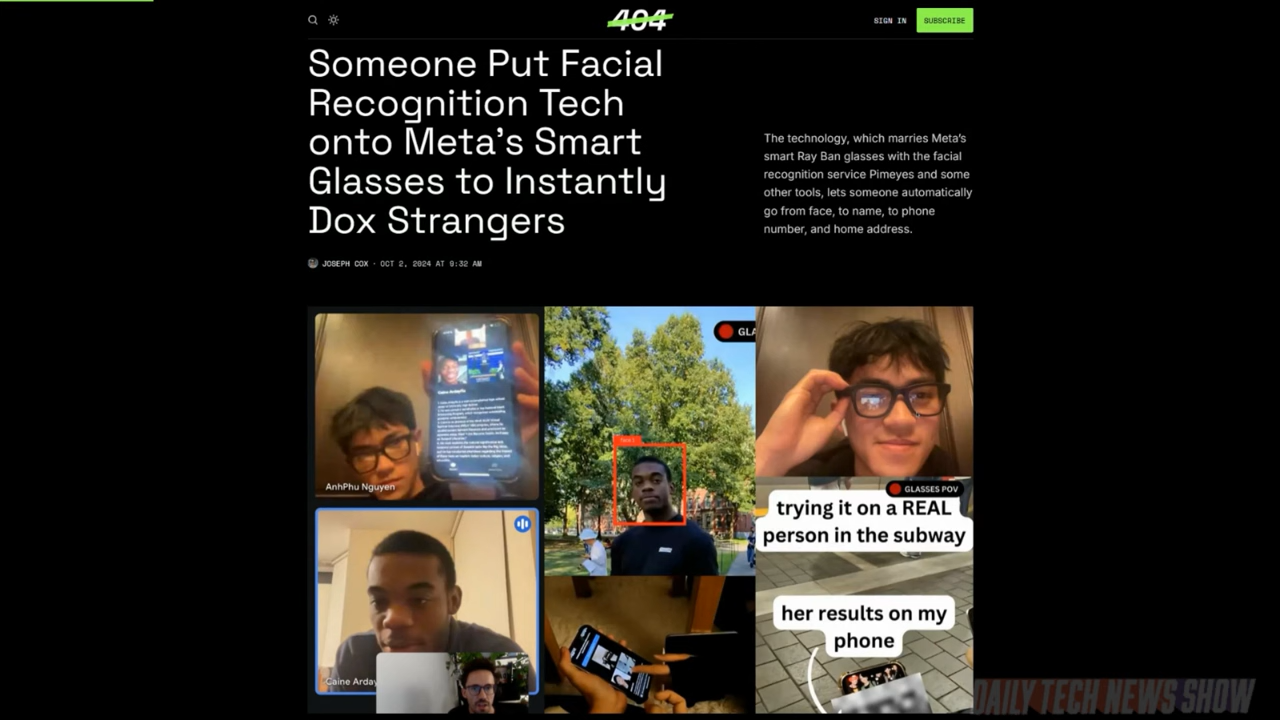 404
SIGN IN
SUBSCRIBE
Someone Put Facial
Recognition Tech
onto Meta's Smart
Glasses to Instantly
Dox Strangers
The technology, which marries Meta's
smart Ray Ban glasses with the facial
recognition service Pimeyes and some
other tools, lets someone automatically
go from face, to name, to phone
number, and home address.
JOSEPH COX · OCT 2, 2024 AT 9:32 AM
AnhPhu Nguyen
Caine Arday
GLA
GLASSES POV
trying it on a REAL
person in the subway
her results on my
phone
DAILY TECH NEWS SHOW